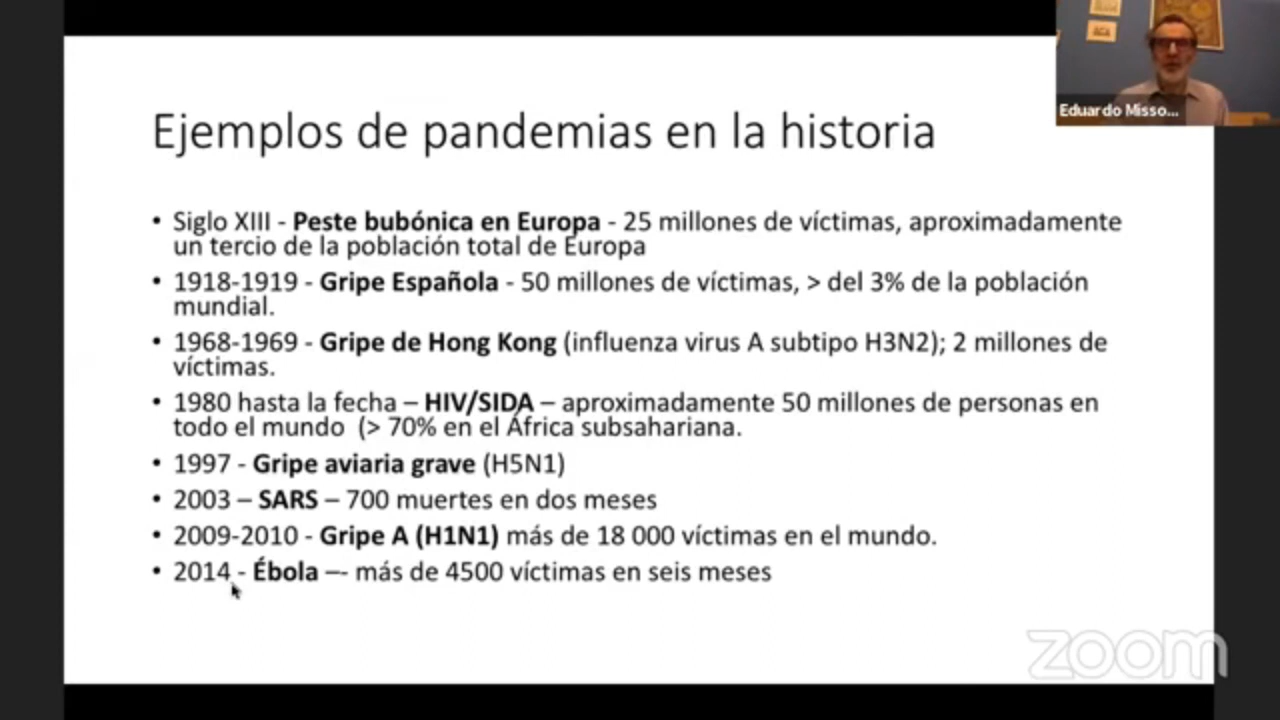 Ejemplos de pandemias en la historia
Eduardo Misso...
• Siglo XIII - Peste bubónica en Europa - 25 millones de víctimas, aproximadamente
un tercio de la población total de Europa
• 1918-1919 - Gripe Española - 50 millones de víctimas, > del 3% de la población
mundial.
• 1968-1969 - Gripe de Hong Kong (influenza virus A subtipo H3N2); 2 millones de
víctimas.
• 1980 hasta la fecha – HIV/SIDA – aproximadamente 50 millones de personas en
todo el mundo (> 70% en el África subsahariana.
• 1997 - Gripe aviaria grave (H5N1)
• 2003 – SARS – 700 muertes en dos meses
• 2009-2010 - Gripe A (H1N1) más de 18 000 víctimas en el mundo.
• 2014 - Ébola –- más de 4500 víctimas en seis meses
zoom